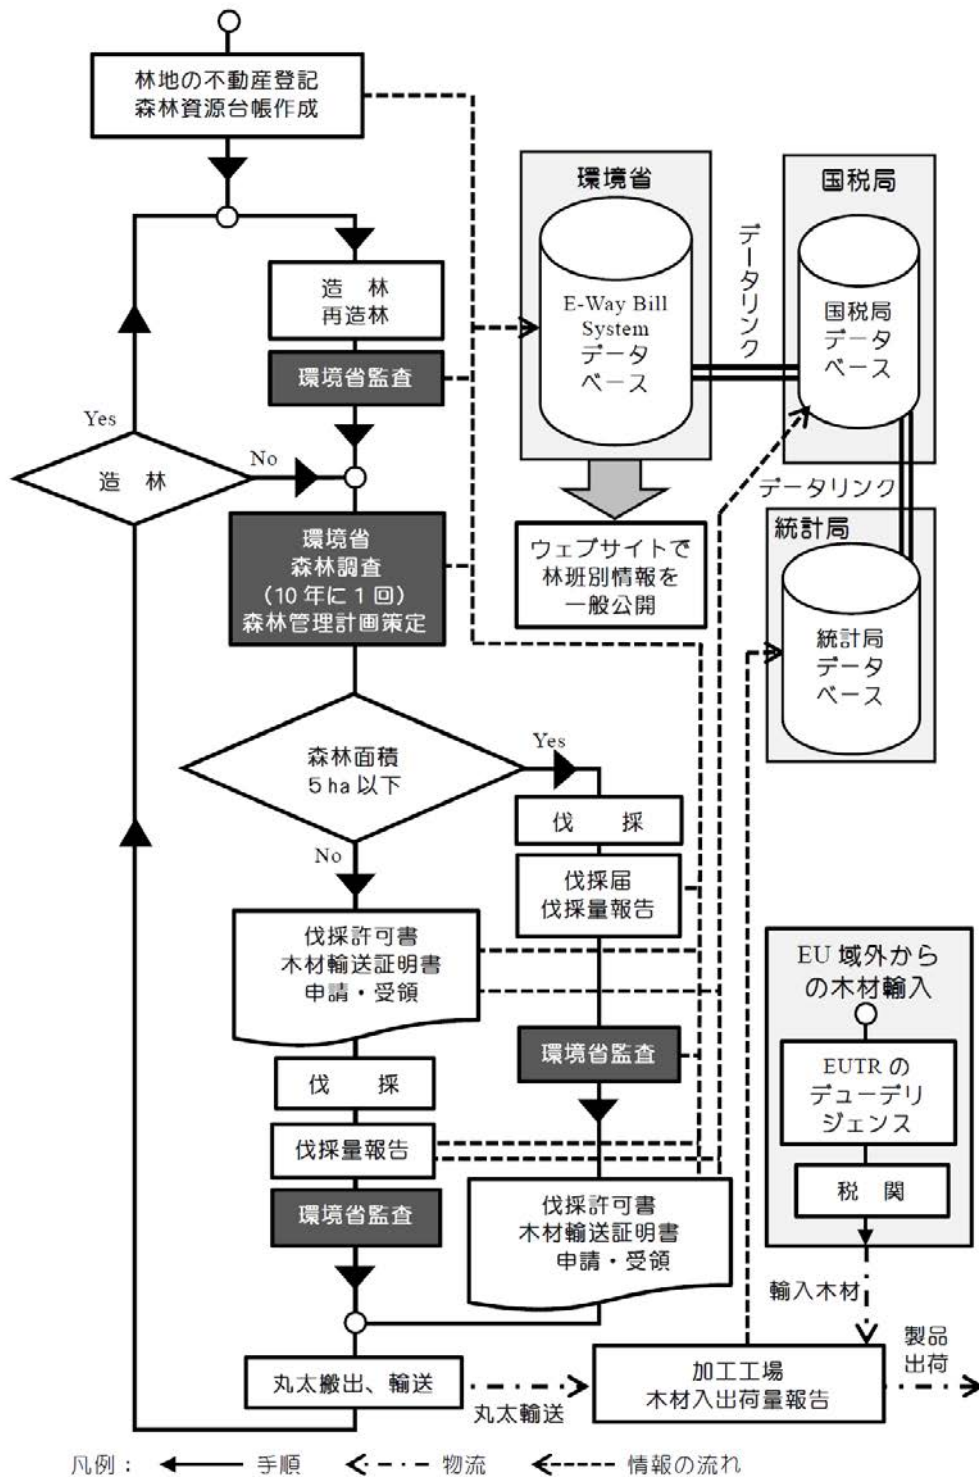 林地の不動産登記
森林資源台帳作成
造　林
再造林
環境省監査
Yes
造　林
No
環境省
森林調査
（10 年に 1 回）
森林管理計画策定
森林面積
5 ha 以下
Yes
No
伐　　採
伐採届
伐採量報告
環境省監査
伐採許可書
木材輸送証明書
申請・受領
伐採許可書
木材輸送証明書
申請・受領
伐　　採
伐採量報告
環境省監査
丸太搬出、輸送
丸太輸送
加工工場
木材入出荷量報告
製品
出荷
環境省
E-Way Bill
System
データ
ベース
ウェブサイトで
林班別情報を
一般公開
データリンク
国税局
国税局
データ
ベース
データリンク
統計局
統計局
データ
ベース
EU 域外から
の木材輸入
EUTR の
デューデリ
ジェンス
税　関
輸入木材
凡例：　手順　物流　情報の流れ